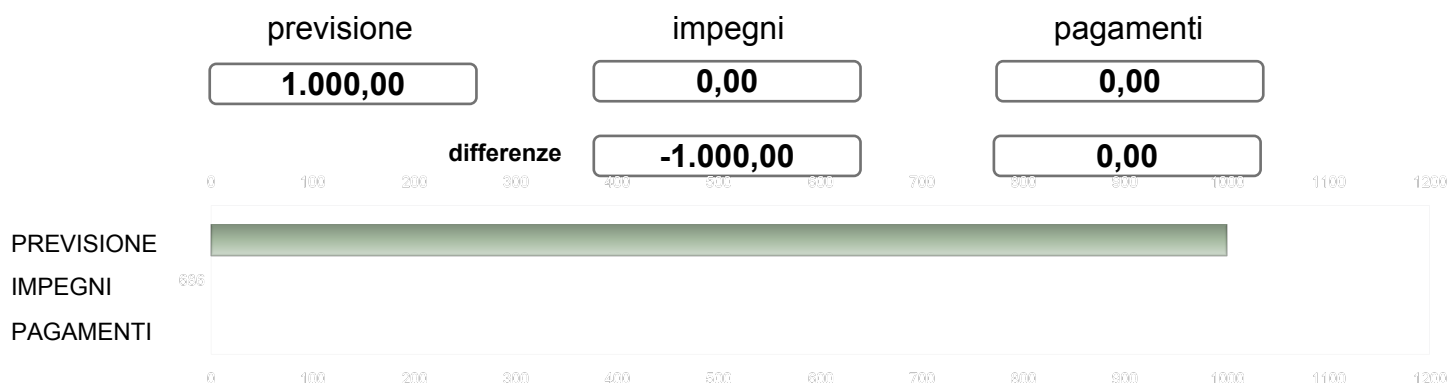 previsione impegni pagamenti
1.000,00 0,00 0,00
differenze -1.000,00 0,00
0 100 200 300 400 500 600 700 800 900 1000 1100 1200
PREVISIONE
IMPEGNI
PAGAMENTI
0 100 200 300 400 500 600 700 800 900 1000 1100 1200